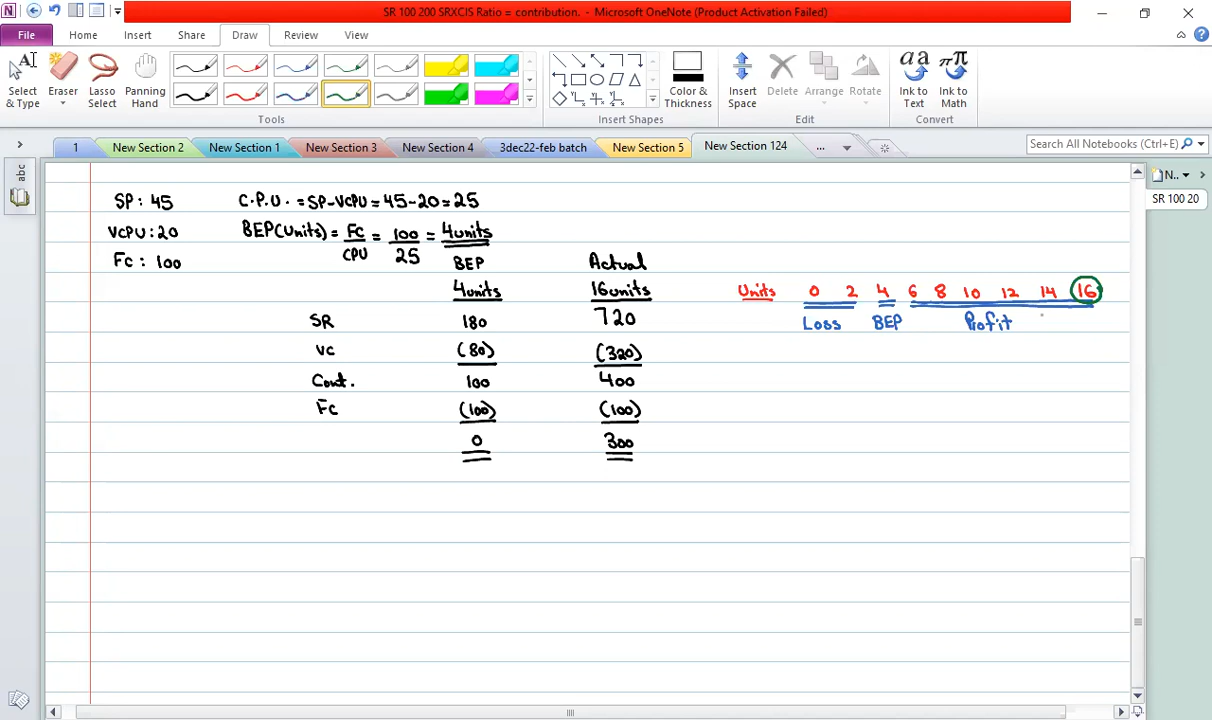 SR 100 200 SRXCIS Ratio = contribution. - Microsoft OneNote (Product Activation Failed)
File Home Insert Share Draw Review View
Select & Type
Eraser
Lasso Select
Panning Hand
Color & Thickness
Insert Space
Delete
Arrange
Rotate
Ink to Text
Ink to Math
Tools
Insert Shapes
Edit
Convert
1 New Section 2 New Section 1 New Section 3 New Section 4 3dec22-feb batch New Section 5 New Section 124 ...
Search All Notebooks (Ctrl+E)
abc
N..
SR 100 20
SP : 45 C.P.U. = SP-VCPU = 45-20 = 25
VCPU : 20 BEP(Units) = FC/CPU = 100/25 = 4units
FC : 100
BEP Actual
4units 16units
SR 180 720
VC (80) (320)
Cont. 100 400
FC (100) (100)
0 300
Units 0 2 4 6 8 10 12 14 16
Loss BEP Profit